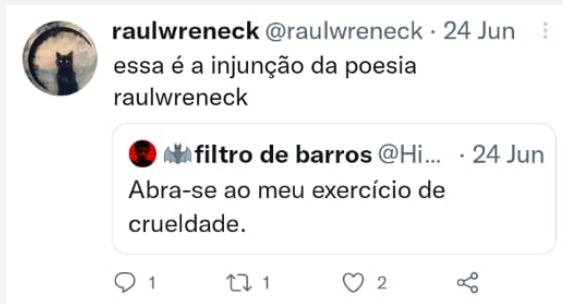 raulwreneck @raulwreneck · 24 Jun
essa é a injunção da poesia
raulwreneck
filtro de barros @Hi... · 24 Jun
Abra-se ao meu exercício de
crueldade.
1 1 2